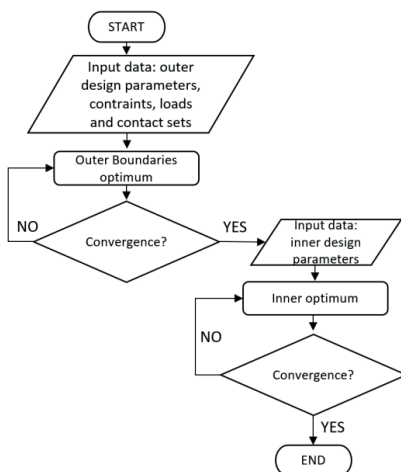 START
Input data: outer
design parameters,
contraints, loads
and contact sets
Outer Boundaries
optimum
NO
YES
Convergence?
Input data:
inner design
parameters
Inner optimum
NO
Convergence?
YES
END